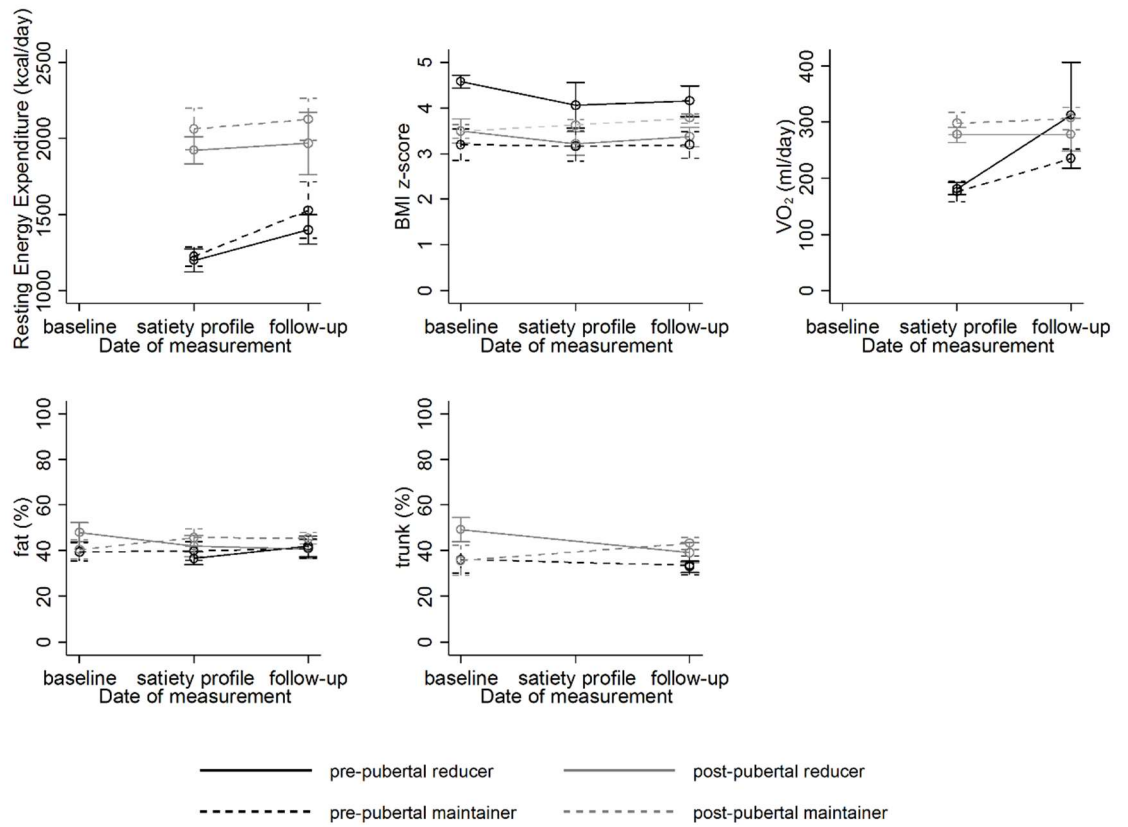 Resting Energy Expenditure (kcal/day)
2500
2000
1500
1000
baseline satiety profile follow-up
Date of measurement
BMI z-score
5
4
3
2
1
0
baseline satiety profile follow-up
Date of measurement
VO₂ (ml/day)
400
300
200
100
0
satiety profile follow-up
Date of measurement
fat (%)
100
80
60
40
20
0
baseline satiety profile follow-up
Date of measurement
trunk (%)
100
80
60
40
20
0
baseline satiety profile follow-up
Date of measurement
pre-pubertal reducer post-pubertal reducer
pre-pubertal maintainer post-pubertal maintainer